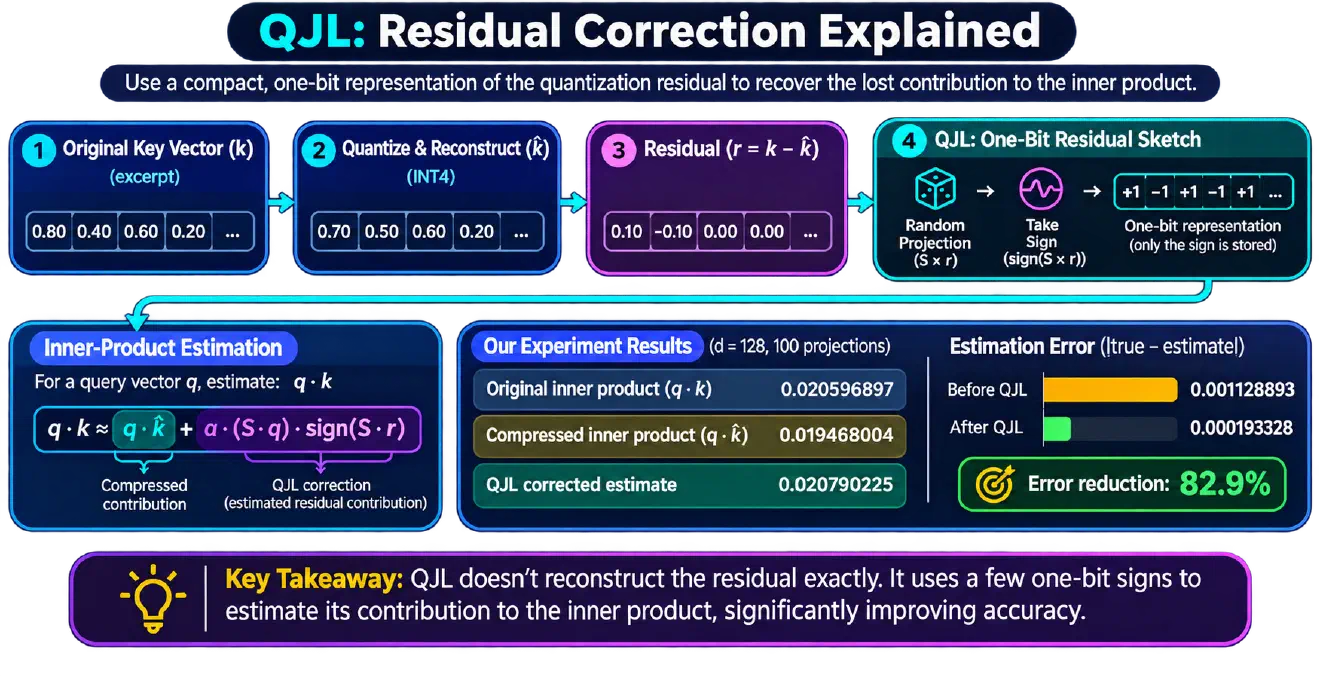 QJL: Residual Correction Explained
Use a compact, one-bit representation of the quantization residual to recover the lost contribution to the inner product.
1 Original Key Vector (k)
(excerpt)
0.80 0.40 0.60 0.20 ...
2 Quantize & Reconstruct (k̂)
(INT4)
0.70 0.50 0.60 0.20 ...
3 Residual (r = k – k̂)
0.10 –0.10 0.00 0.00 ...
4 QJL: One-Bit Residual Sketch
Random
Projection
(S × r)
Take
Sign
(sign(S × r))
+1 –1 +1 –1 +1 ...
One-bit representation
(only the sign is stored)
Inner-Product Estimation
For a query vector q, estimate: q · k
q · k ≈ q · k̂ + α · (S · q) · sign(S · r)
Compressed
contribution
QJL correction
(estimated residual contribution)
Our Experiment Results (d = 128, 100 projections)
Original inner product (q · k) 0.020596897
Compressed inner product (q · k̂) 0.019468004
QJL corrected estimate 0.020790225
Estimation Error (|true – estimate|)
Before QJL 0.001128893
After QJL 0.000193328
Error reduction: 82.9%
Key Takeaway: QJL doesn't reconstruct the residual exactly. It uses a few one-bit signs to
estimate its contribution to the inner product, significantly improving accuracy.